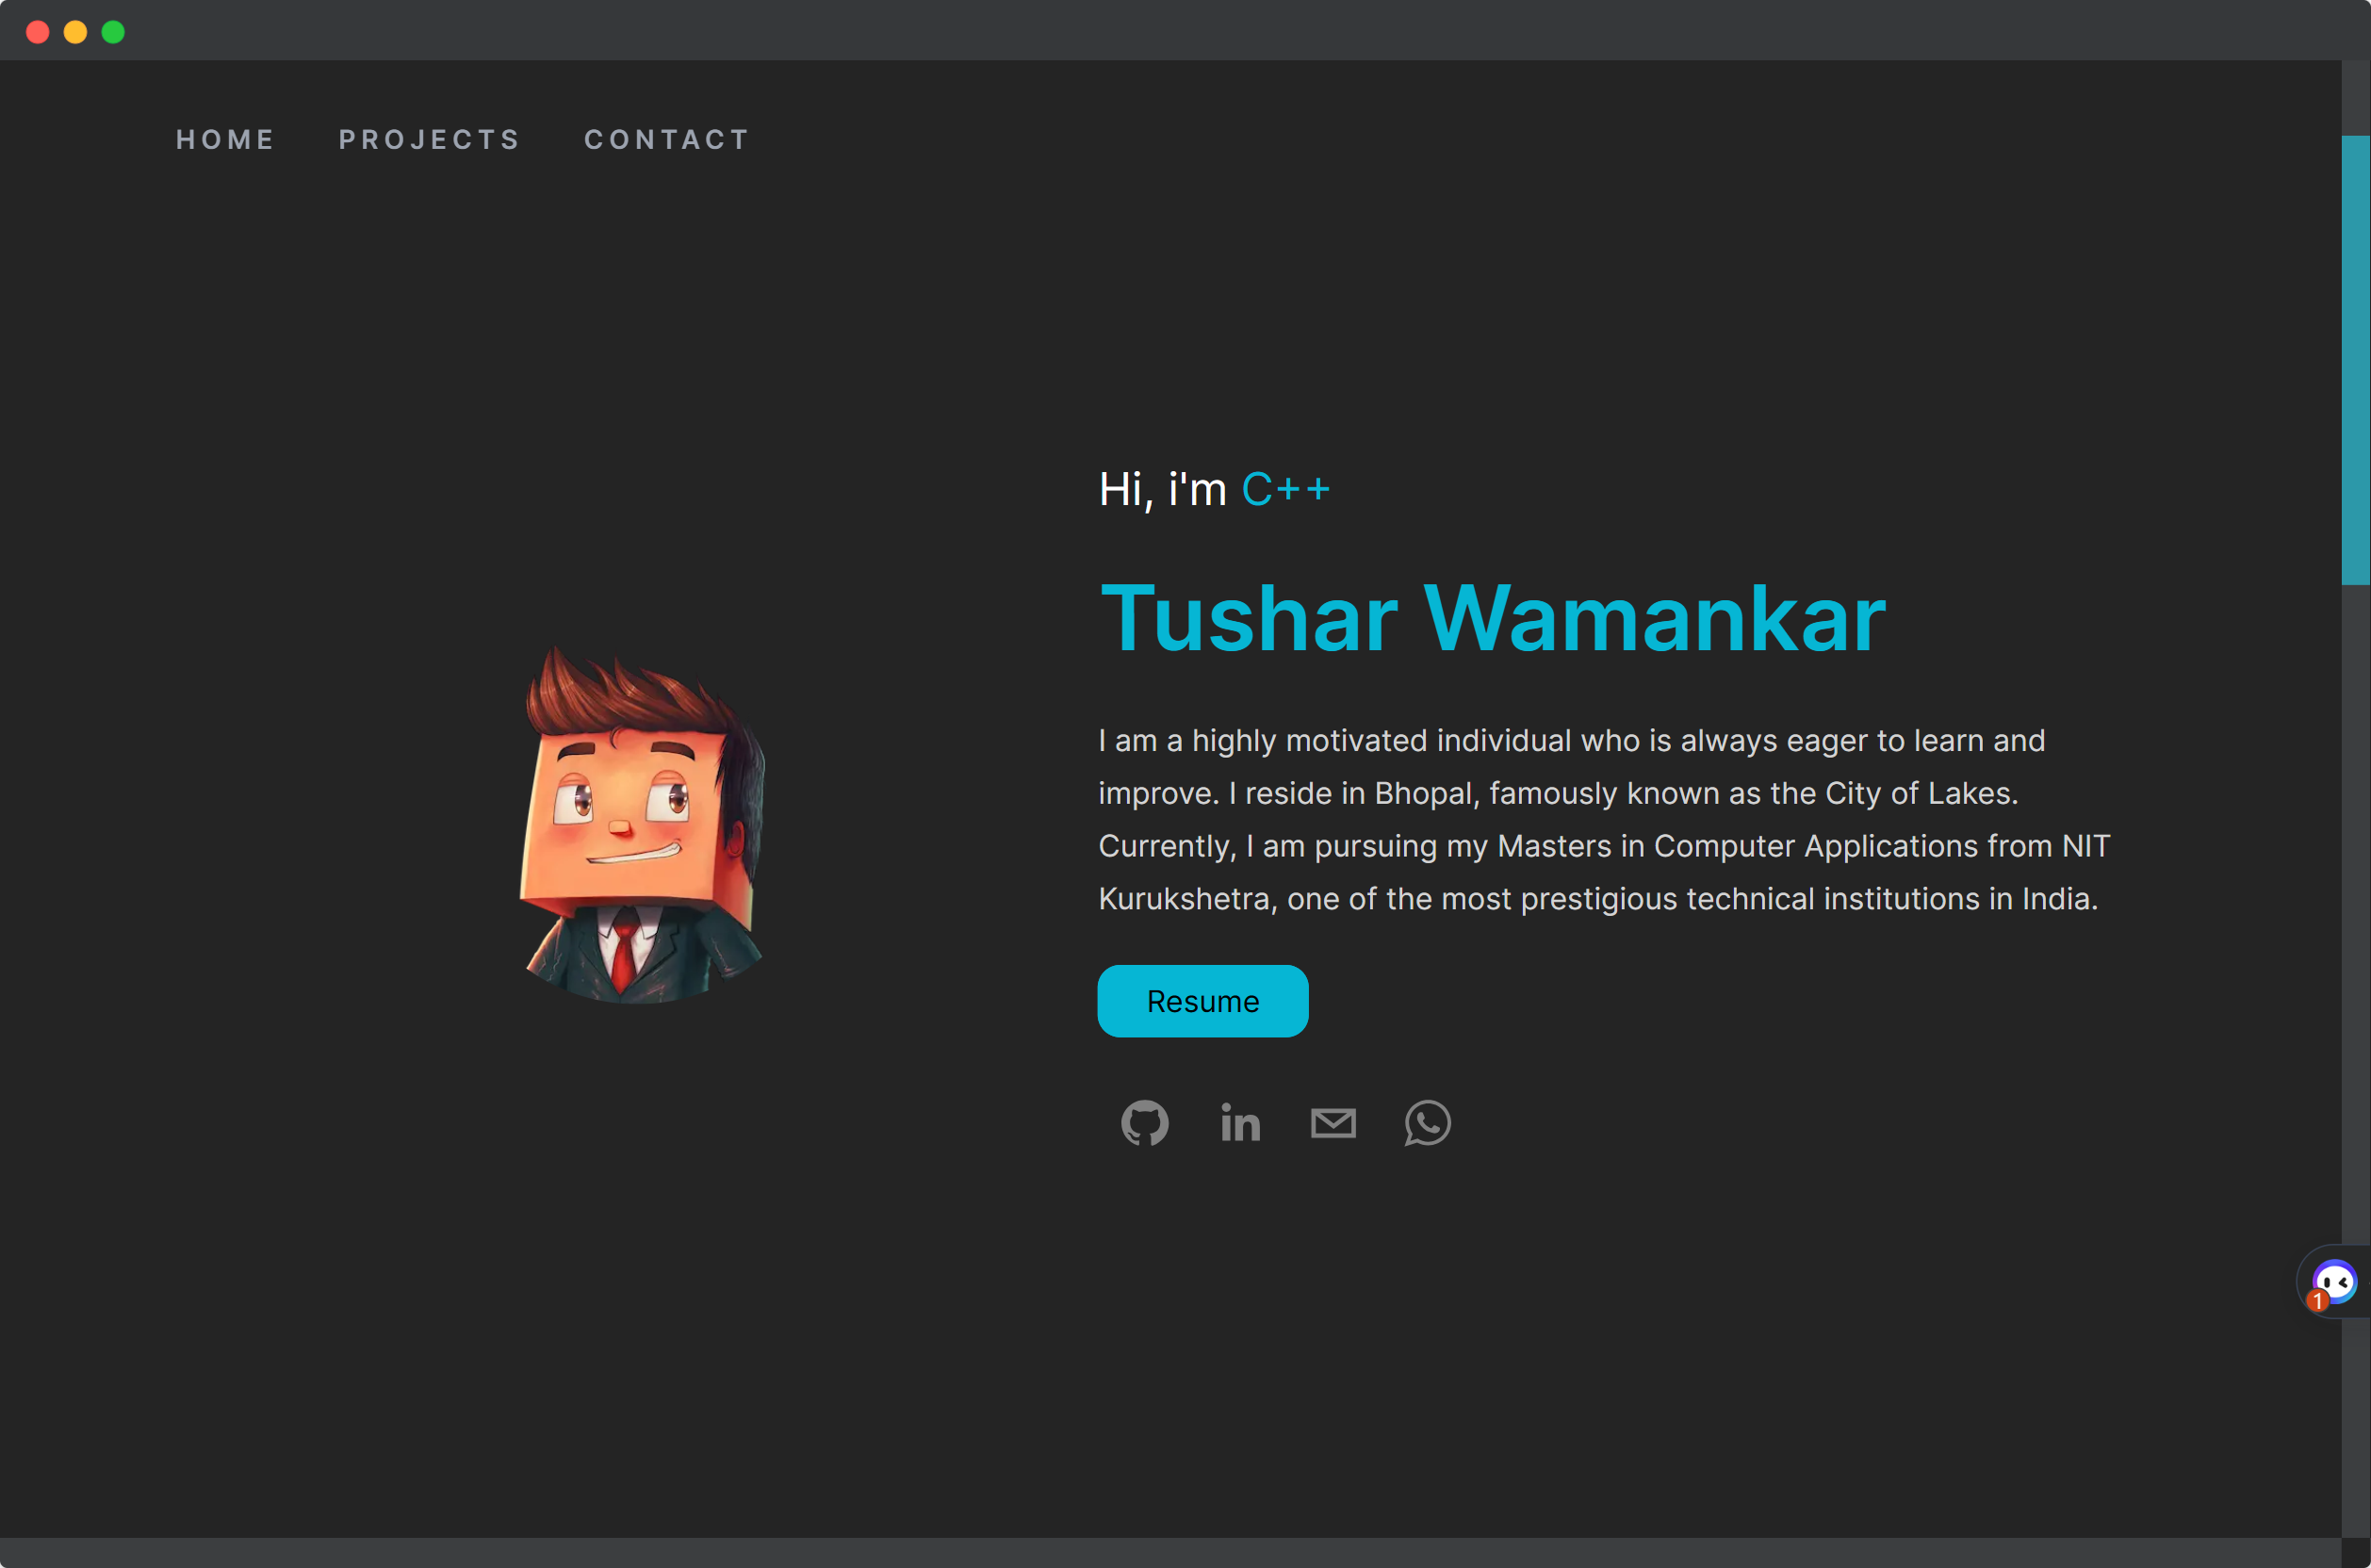 HOME PROJECTS CONTACT
Hi, i'm C++
Tushar Wamankar
I am a highly motivated individual who is always eager to learn and
improve. I reside in Bhopal, famously known as the City of Lakes.
Currently, I am pursuing my Masters in Computer Applications from NIT
Kurukshetra, one of the most prestigious technical institutions in India.
Resume
in
1